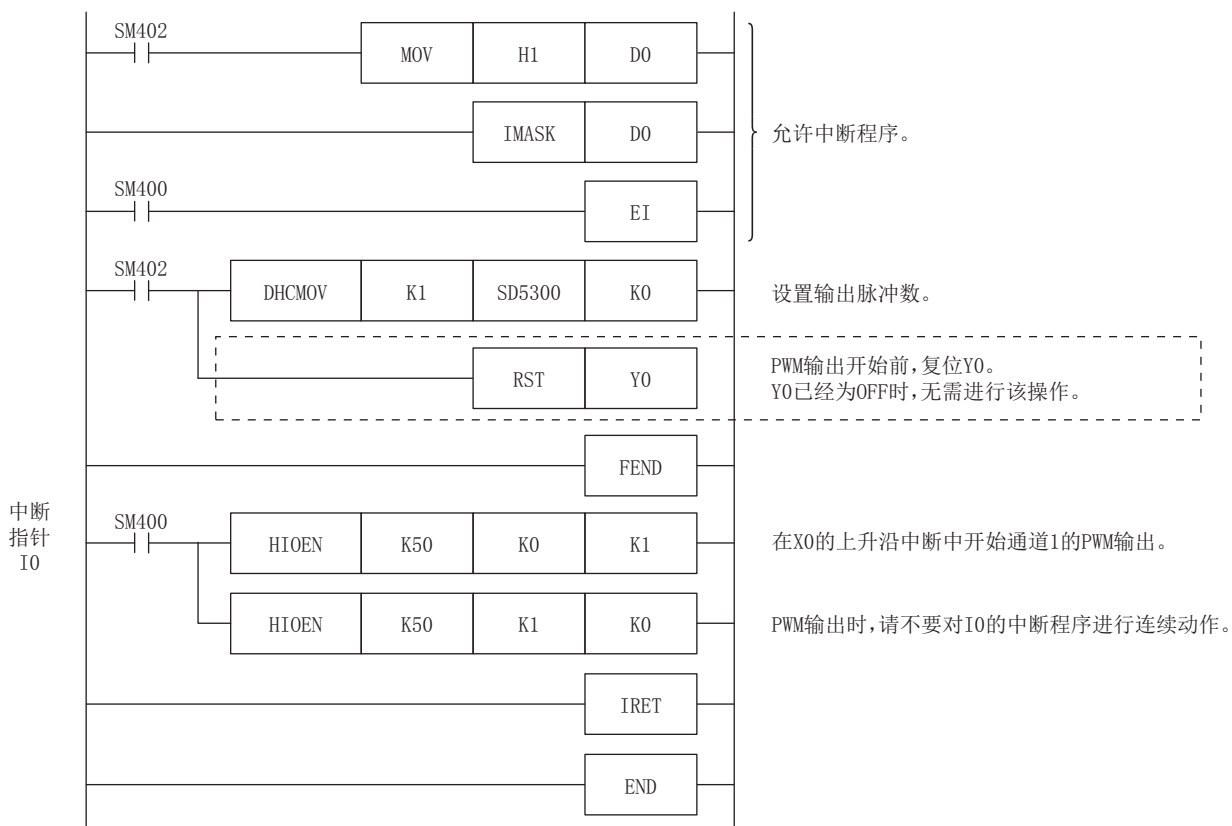 SM402
MOV H1 D0
IMASK D0
允许中断程序。
SM400
EI
SM402
DHCMOV K1 SD5300 K0
设置输出脉冲数。
RST Y0
PWM输出开始前,复位Y0。
Y0已经为OFF时,无需进行该操作。
FEND
中断
指针
I0
SM400
HIOEN K50 K0 K1
在X0的上升沿中断中开始通道1的PWM输出。
HIOEN K50 K1 K0
PWM输出时,请不要对I0的中断程序进行连续动作。
IRET
END